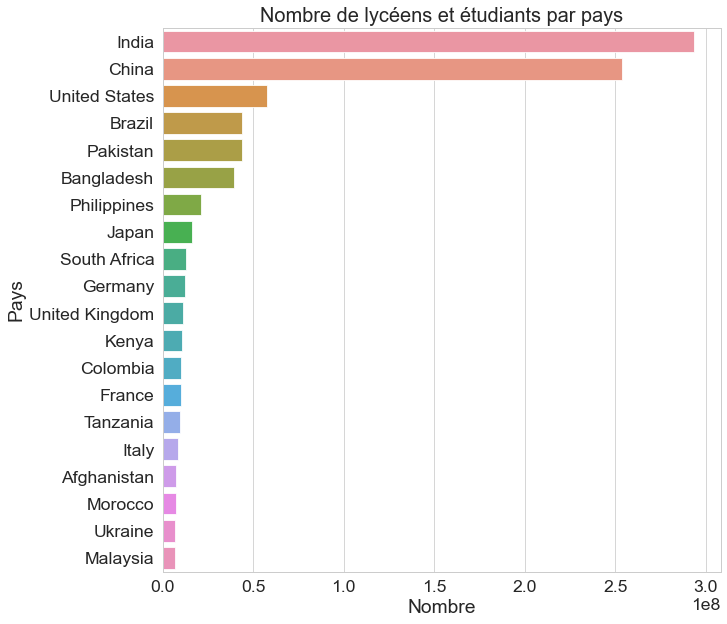 Nombre de lycéens et étudiants par pays
India
China
United States
Brazil
Pakistan
Bangladesh
Philippines
Japan
South Africa
Germany
United Kingdom
Kenya
Colombia
France
Tanzania
Italy
Afghanistan
Morocco
Ukraine
Malaysia
Pays
0.0 0.5 1.0 1.5 2.0 2.5 3.0
1e8
Nombre